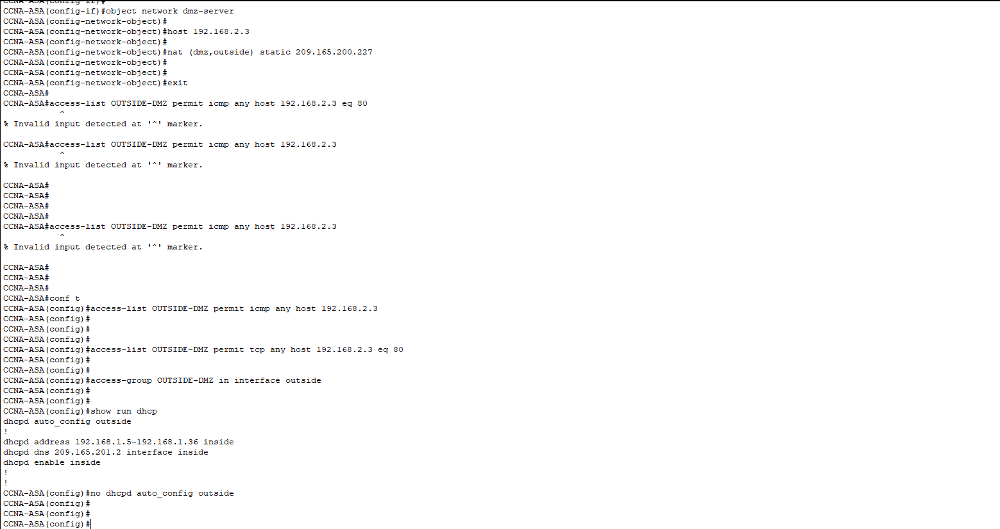 CCNA-ASA(config-if)#
CCNA-ASA(config-if)#object network dmz-server
CCNA-ASA(config-network-object)#
CCNA-ASA(config-network-object)#host 192.168.2.3
CCNA-ASA(config-network-object)#
CCNA-ASA(config-network-object)#nat (dmz,outside) static 209.165.200.227
CCNA-ASA(config-network-object)#
CCNA-ASA(config-network-object)#
CCNA-ASA(config-network-object)#exit
CCNA-ASA#
CCNA-ASA#access-list OUTSIDE-DMZ permit icmp any host 192.168.2.3 eq 80
^
% Invalid input detected at '^' marker.
CCNA-ASA#access-list OUTSIDE-DMZ permit icmp any host 192.168.2.3
^
% Invalid input detected at '^' marker.
CCNA-ASA#
CCNA-ASA#
CCNA-ASA#
CCNA-ASA#
CCNA-ASA#access-list OUTSIDE-DMZ permit icmp any host 192.168.2.3
^
% Invalid input detected at '^' marker.
CCNA-ASA#
CCNA-ASA#
CCNA-ASA#
CCNA-ASA#conf t
CCNA-ASA(config)#access-list OUTSIDE-DMZ permit icmp any host 192.168.2.3
CCNA-ASA(config)#
CCNA-ASA(config)#
CCNA-ASA(config)#
CCNA-ASA(config)#access-list OUTSIDE-DMZ permit tcp any host 192.168.2.3 eq 80
CCNA-ASA(config)#
CCNA-ASA(config)#
CCNA-ASA(config)#access-group OUTSIDE-DMZ in interface outside
CCNA-ASA(config)#
CCNA-ASA(config)#
CCNA-ASA(config)#show run dhcp
dhcpd auto_config outside
!
dhcpd address 192.168.1.5-192.168.1.36 inside
dhcpd dns 209.165.201.2 interface inside
dhcpd enable inside
!
!
CCNA-ASA(config)#no dhcpd auto_config outside
CCNA-ASA(config)#
CCNA-ASA(config)#
CCNA-ASA(config)#